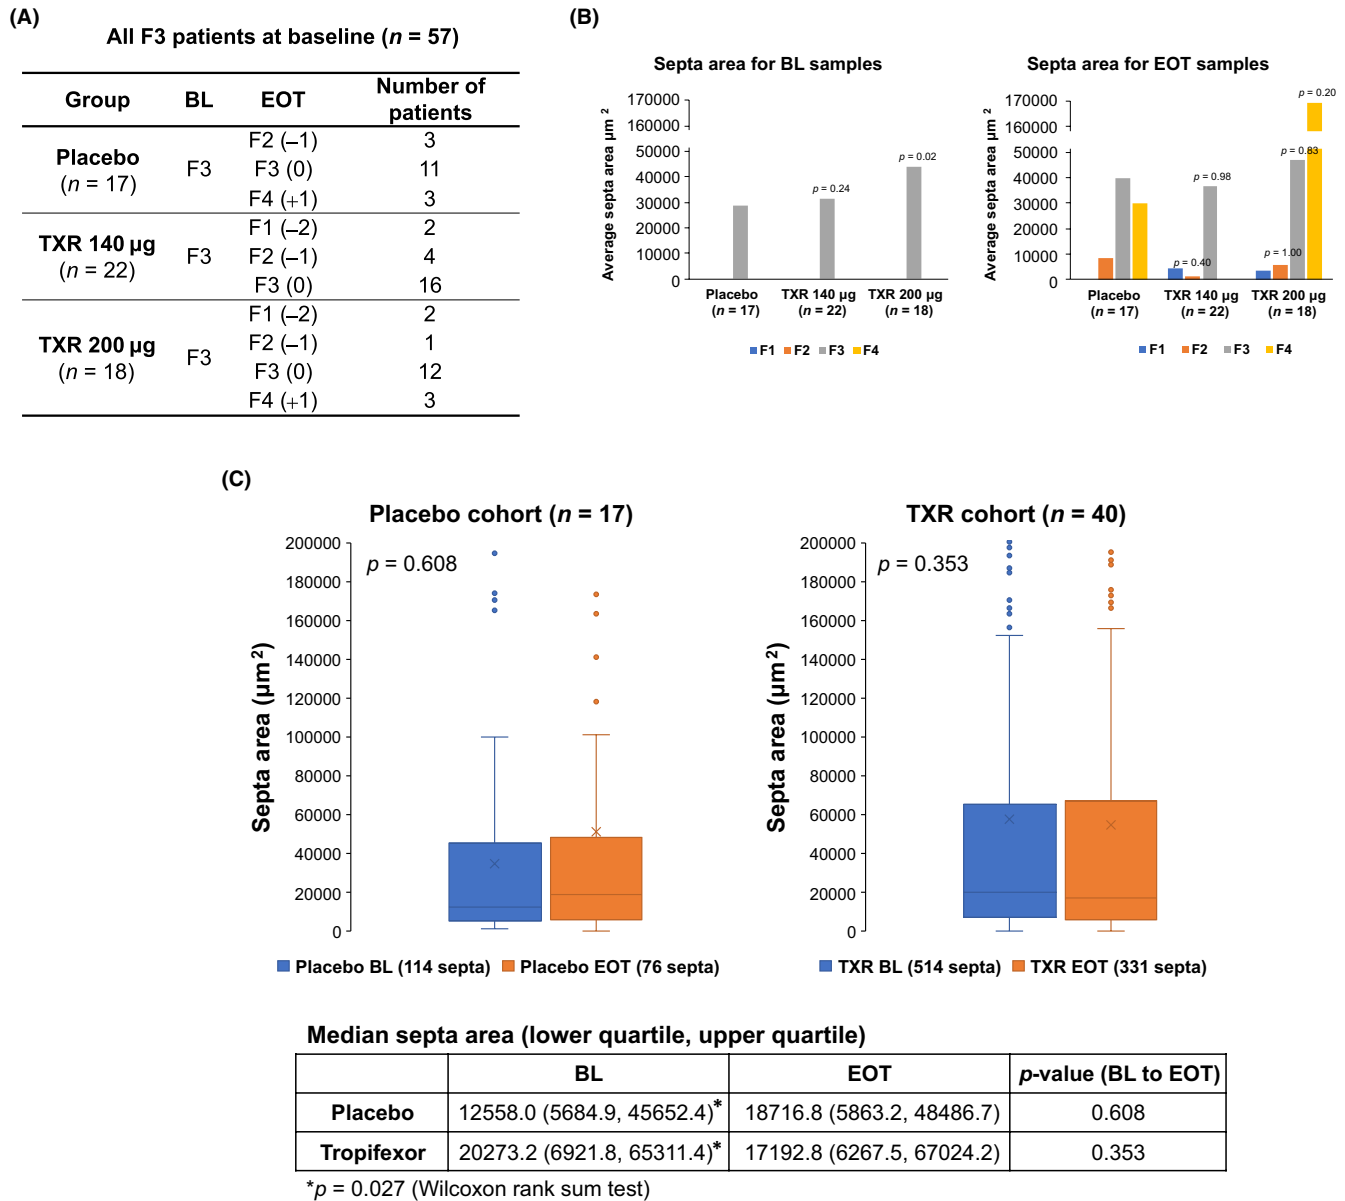 (A)
All F3 patients at baseline (n = 57)
Group BL EOT Number of patients
Placebo (n = 17) F3
F2 (–1) 3
F3 (0) 11
F4 (+1) 3
TXR 140 µg (n = 22) F3
F1 (–2) 2
F2 (–1) 4
F3 (0) 16
TXR 200 µg (n = 18) F3
F1 (–2) 2
F2 (–1) 1
F3 (0) 12
F4 (+1) 3
(B)
Septa area for BL samples
Average septa area µm²
170000
160000
50000
40000
30000
20000
10000
0
p = 0.24
p = 0.02
Placebo (n = 17)
TXR 140 µg (n = 22)
TXR 200 µg (n = 18)
F1 F2 F3 F4
Septa area for EOT samples
Average septa area µm²
170000
160000
50000
40000
30000
20000
10000
0
p = 0.40
p = 0.98
p = 1.00
p = 0.83
p = 0.20
Placebo (n = 17)
TXR 140 µg (n = 22)
TXR 200 µg (n = 18)
F1 F2 F3 F4
(C)
Placebo cohort (n = 17)
p = 0.608
Septa area (µm²)
200000
180000
160000
140000
120000
100000
80000
60000
40000
20000
0
Placebo BL (114 septa) Placebo EOT (76 septa)
TXR cohort (n = 40)
p = 0.353
Septa area (µm²)
200000
180000
160000
140000
120000
100000
80000
60000
40000
20000
0
TXR BL (514 septa) TXR EOT (331 septa)
Median septa area (lower quartile, upper quartile)
BL EOT p-value (BL to EOT)
Placebo 12558.0 (5684.9, 45652.4)* 18716.8 (5863.2, 48486.7) 0.608
Tropifexor 20273.2 (6921.8, 65311.4)* 17192.8 (6267.5, 67024.2) 0.353
*p = 0.027 (Wilcoxon rank sum test)